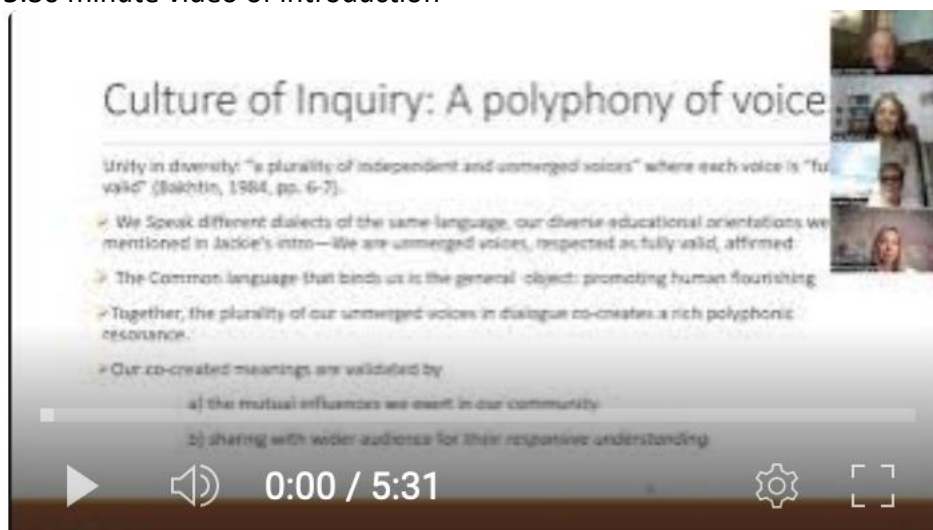 minute video of introduction
Culture of Inquiry: A polyphony of voice
Unity in diversity: "a plurality of independent and unmerged voices" where each voice is "fu
valid" (Bakhtin, 1984, pp. 6-7).
We Speak different dialects of the same language, our diverse educational orientations we
mentioned in Jackie's intro—We are unmerged voices, respected as fully valid, affirmed
The Common language that binds us is the general object: promoting human flourishing
Together, the plurality of our unmerged voices in dialogue co-creates a rich polyphonic
resonance.
Our co-created meanings are validated by
a) the mutual influences we exert in our community
b) sharing with wider audience for their responsive understanding
0:00 / 5:31